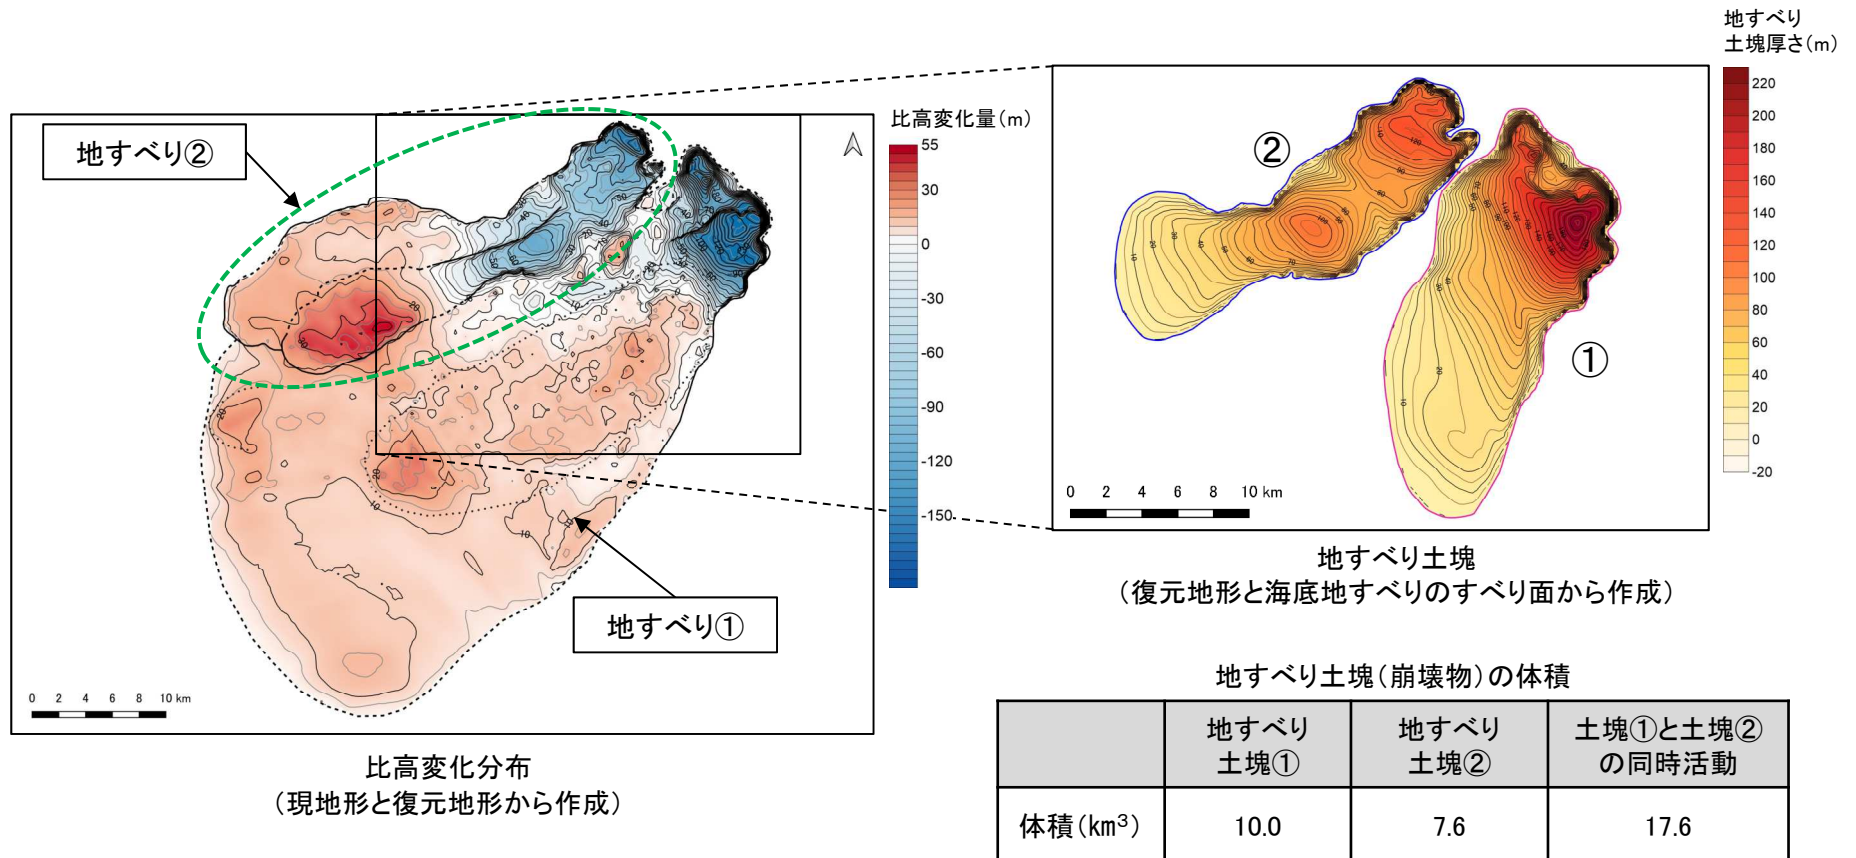 地すべり②
比高変化量(m)
55
30
0
-30
-60
-90
-120
-150
地すべり①
0 2 4 6 8 10 km
比高変化分布
(現地形と復元地形から作成)
地すべり
土塊厚さ(m)
220
200
180
160
140
120
100
80
60
40
20
0
-20
②
①
0 2 4 6 8 10 km
地すべり土塊
(復元地形と海底地すべりのすべり面から作成)
地すべり土塊(崩壊物)の体積
地すべり
土塊①
地すべり
土塊②
土塊①と土塊②
の同時活動
体積(km³) 10.0 7.6 17.6